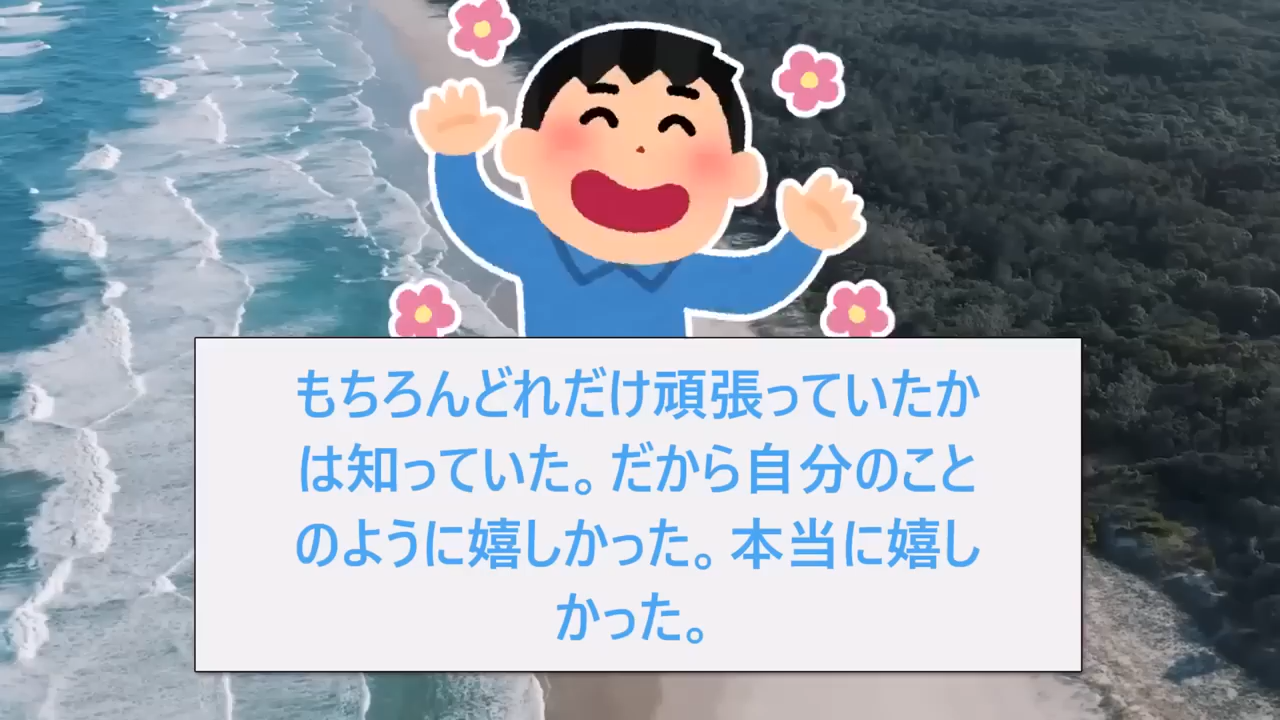 もちろんどれだけ頑張っていたか
は知っていた。だから自分のこと
のように嬉しかった。本当に嬉し
かった。